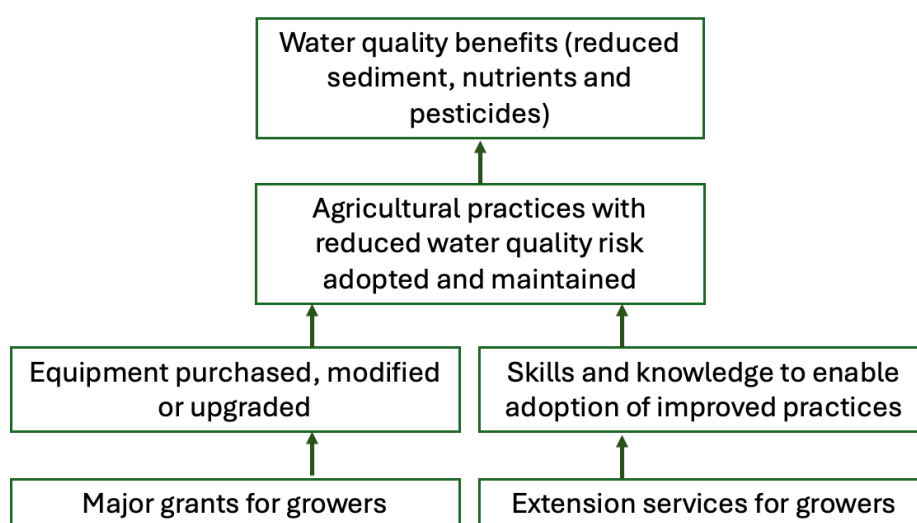 Water quality benefits (reduced
sediment, nutrients and
pesticides)
Agricultural practices with
reduced water quality risk
adopted and maintained
Equipment purchased, modified
or upgraded
Skills and knowledge to enable
adoption of improved practices
Major grants for growers
Extension services for growers